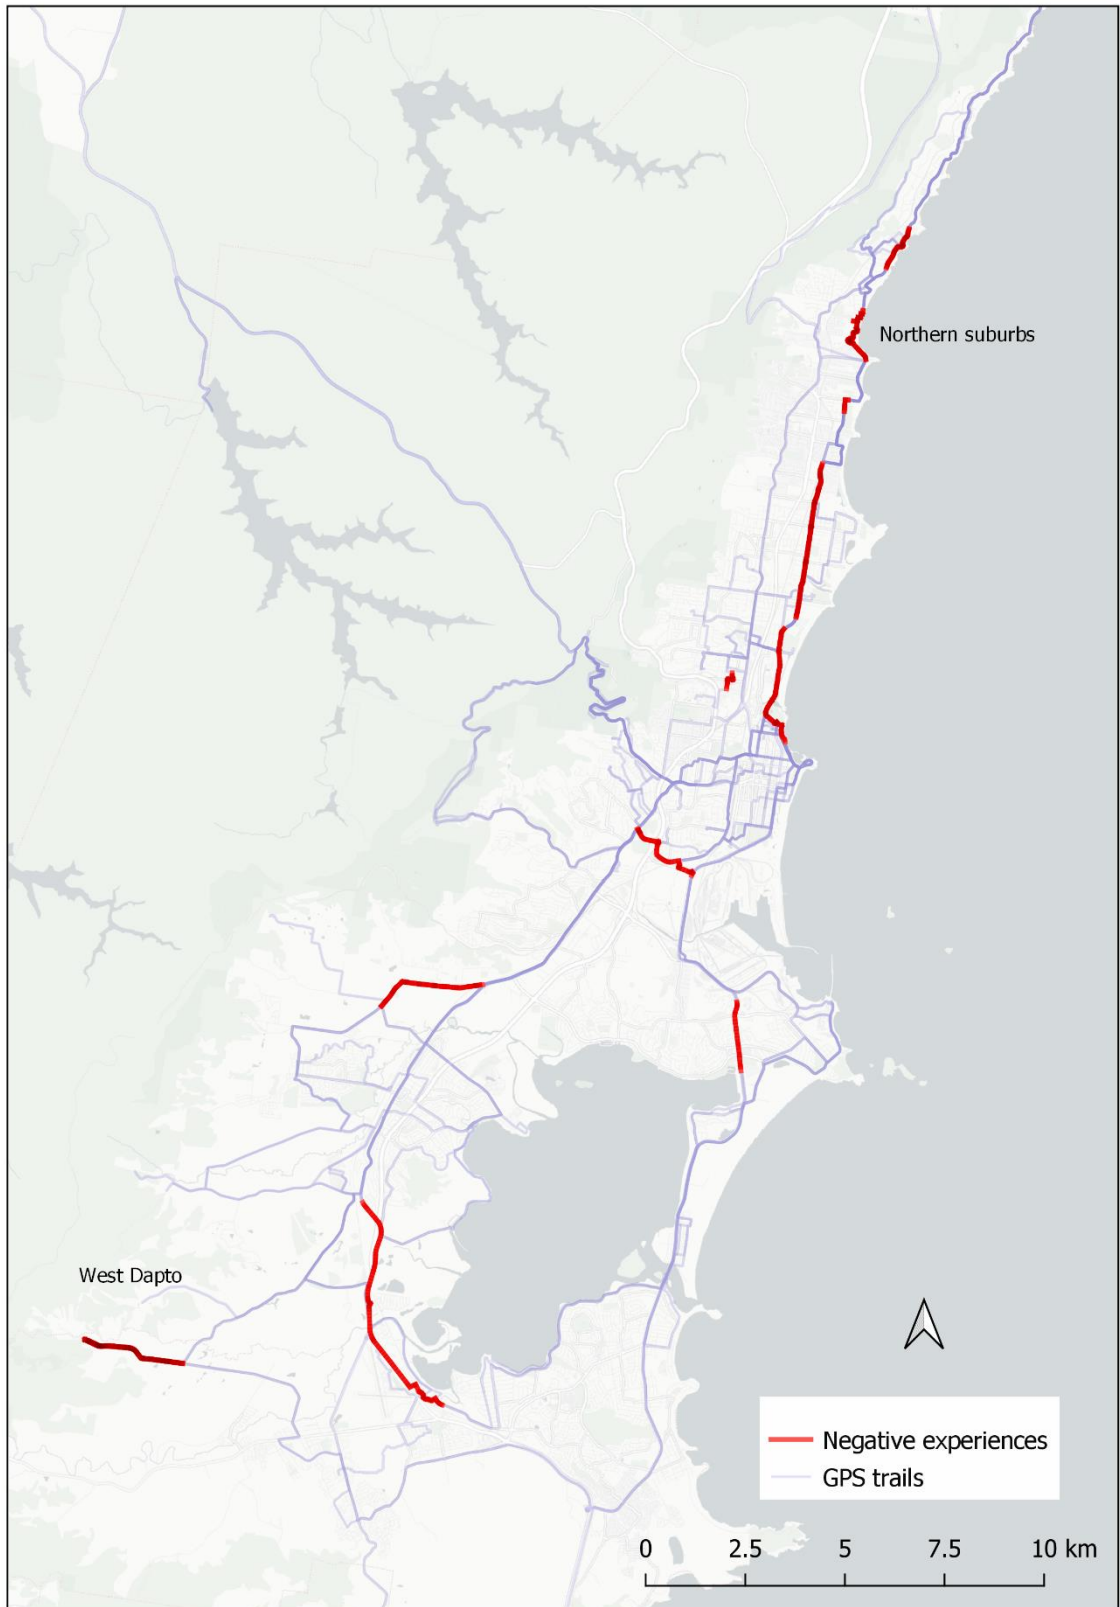 Northern suburbs
West Dapto
Negative experiences
GPS trails
0 2.5 5 7.5 10 km